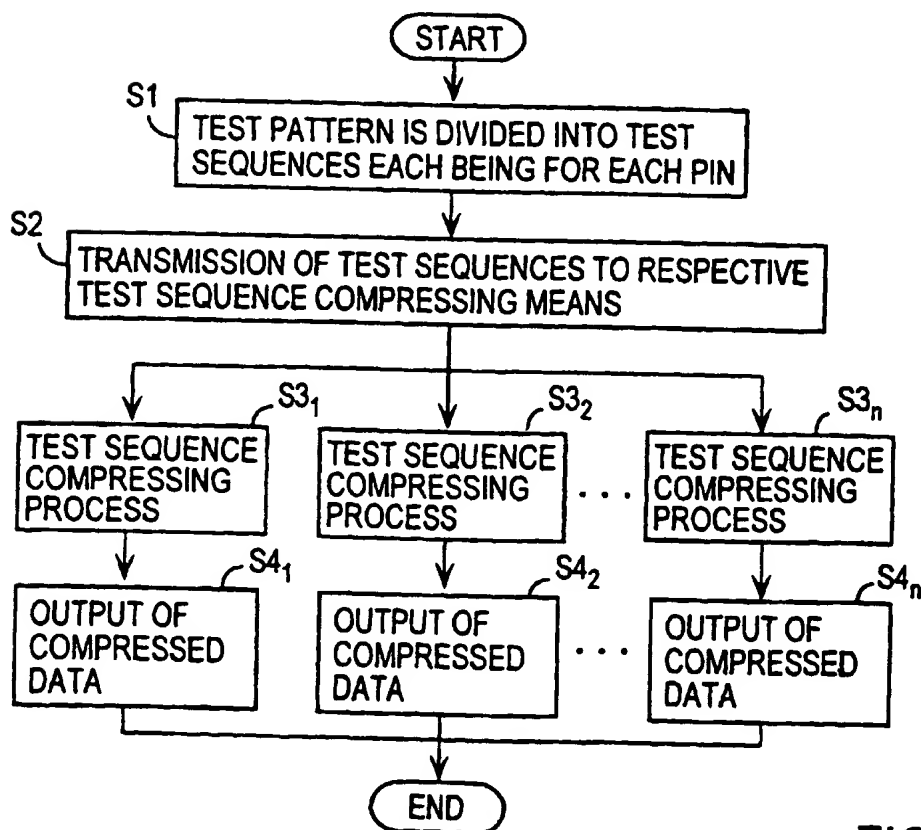 START
S1
TEST PATTERN IS DIVIDED INTO TEST
SEQUENCES EACH BEING FOR EACH PIN
S2
TRANSMISSION OF TEST SEQUENCES TO RESPECTIVE
TEST SEQUENCE COMPRESSING MEANS
S3₁
TEST SEQUENCE
COMPRESSING
PROCESS
S3₂
TEST SEQUENCE
COMPRESSING
PROCESS
. . .
S3ₙ
TEST SEQUENCE
COMPRESSING
PROCESS
S4₁
OUTPUT OF
COMPRESSED
DATA
S4₂
OUTPUT OF
COMPRESSED
DATA
. . .
S4ₙ
OUTPUT OF
COMPRESSED
DATA
END